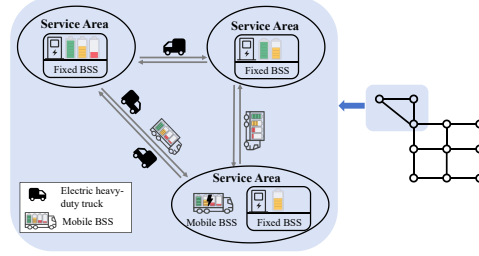 Service Area
Fixed BSS
Service Area
Fixed BSS
Service Area
Mobile BSS
Fixed BSS
Electric heavy-
duty truck
Mobile BSS